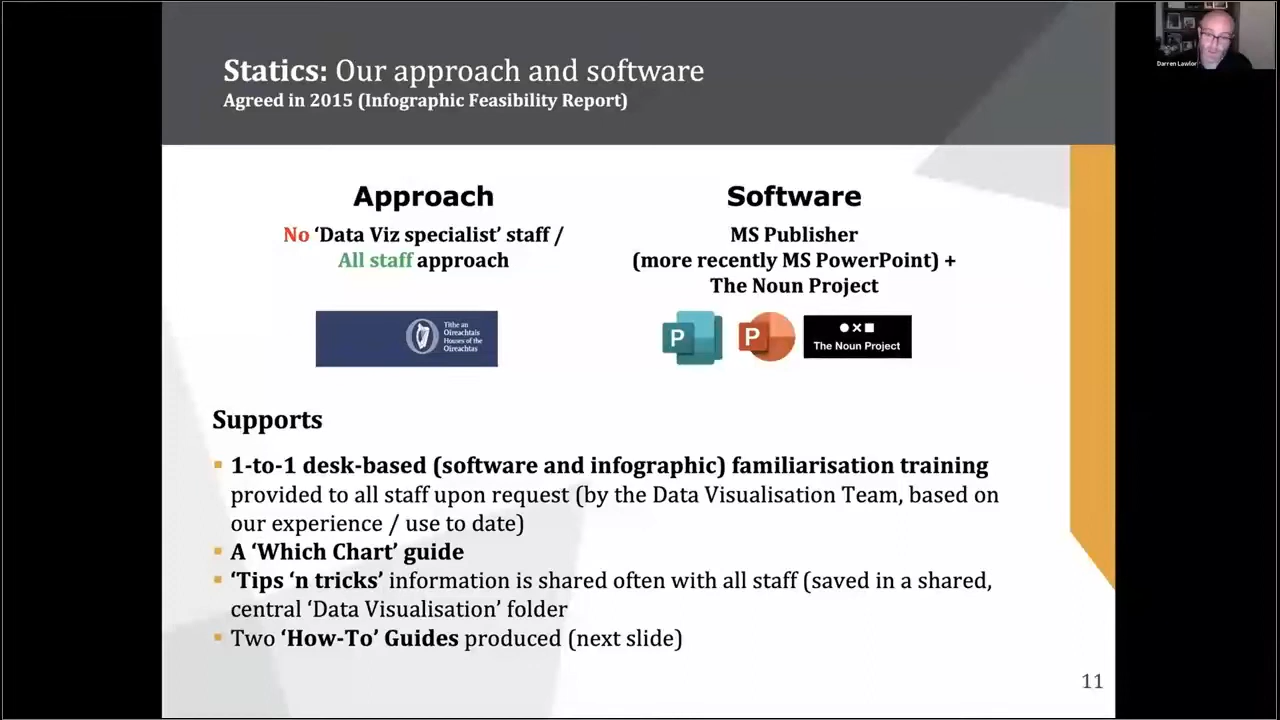 Statics: Our approach and software
Agreed in 2015 (Infographic Feasibility Report)
Darren Lawlor
Approach
No ‘Data Viz specialist’ staff /
All staff approach
Tithe an
Oireachtais
Houses of the
Oireachtas
Software
MS Publisher
(more recently MS PowerPoint) +
The Noun Project
P
P
The Noun Project
Supports
1-to-1 desk-based (software and infographic) familiarisation training
provided to all staff upon request (by the Data Visualisation Team, based on
our experience / use to date)
A ‘Which Chart’ guide
‘Tips ‘n tricks’ information is shared often with all staff (saved in a shared,
central ‘Data Visualisation’ folder
Two ‘How-To’ Guides produced (next slide)
11